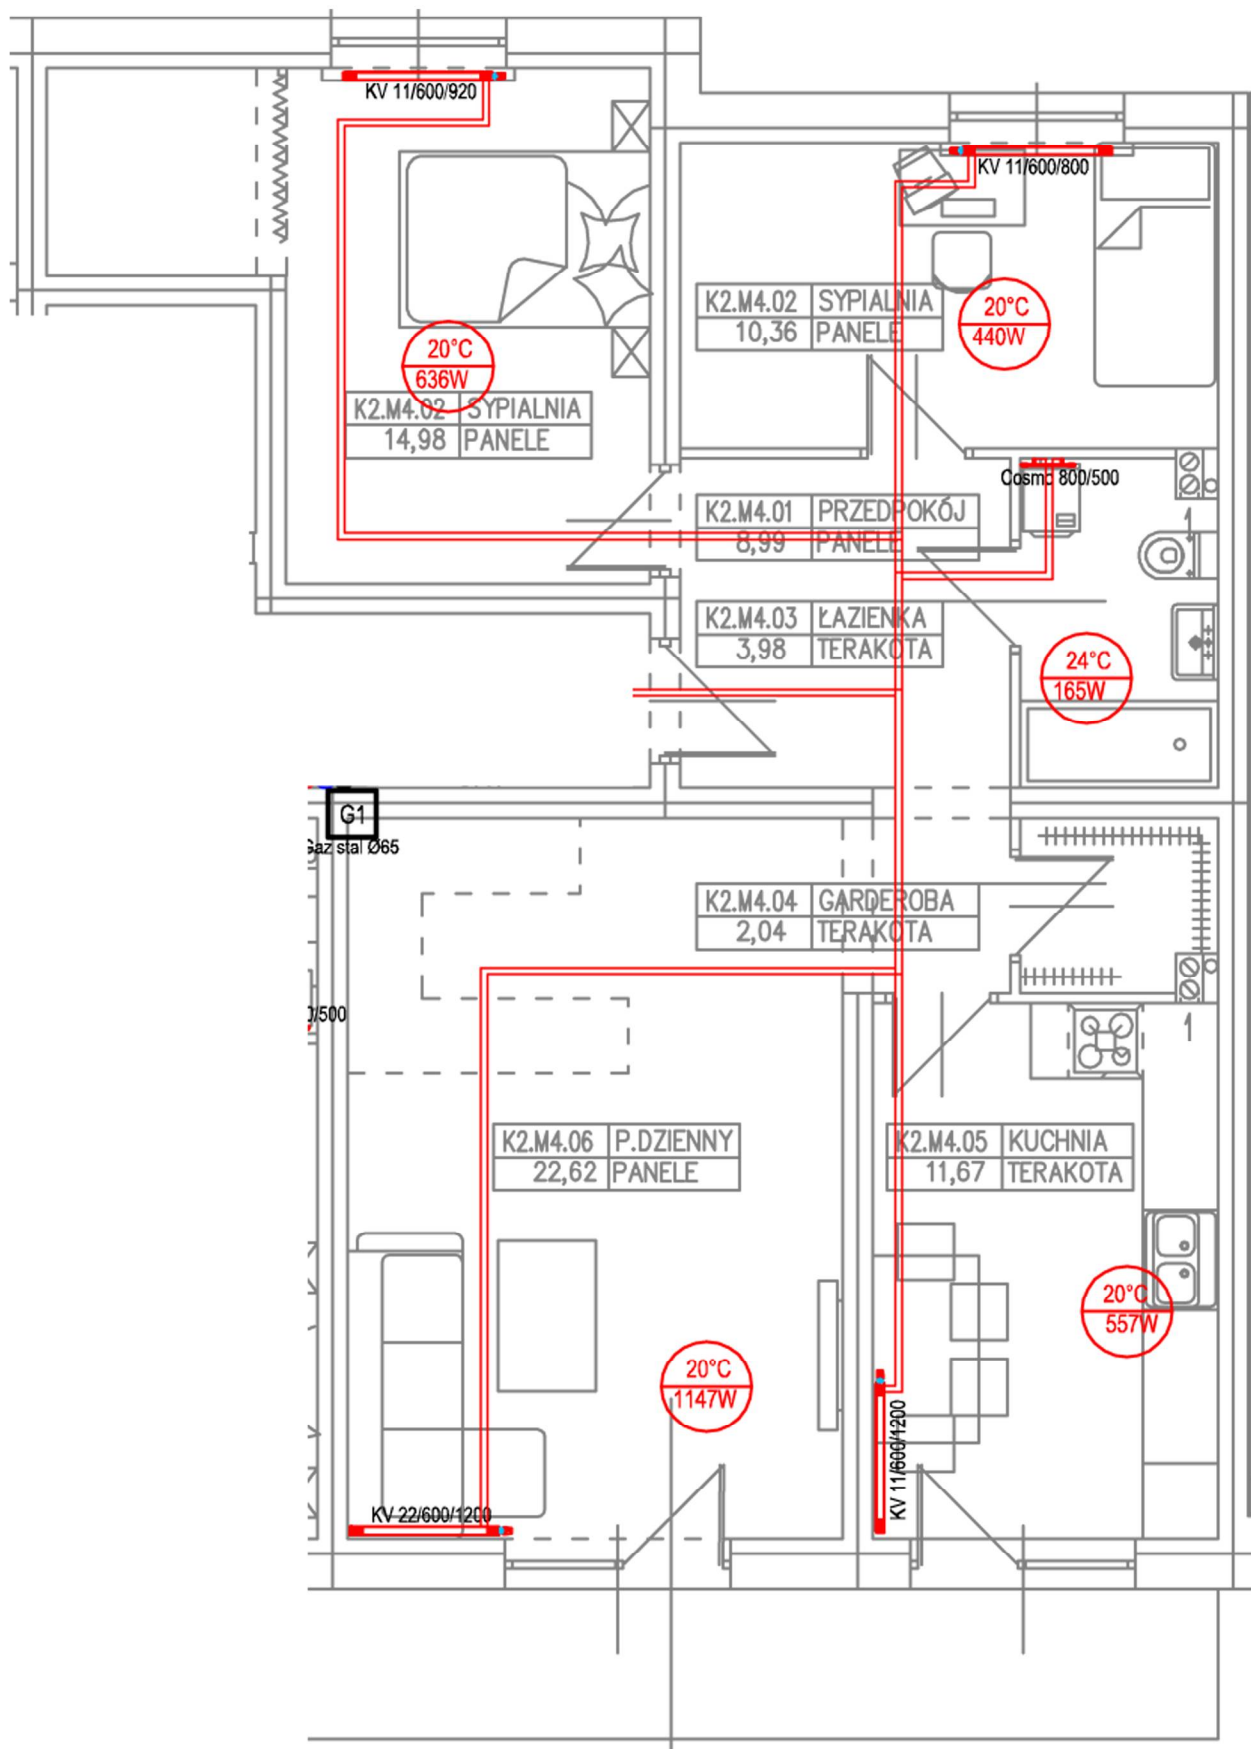 KV 11/600/920
KV 11/600/800
K2.M4.02 SYPIALNIA
10,36 PANELE
20°C
440W
20°C
636W
K2.M4.02 SYPIALNIA
14,98 PANELE
Cosmo 800/500
K2.M4.01 PRZEDPOKÓJ
8,99 PANELE
1
K2.M4.03 ŁAZIENKA
3,98 TERAKOTA
24°C
165W
G1
Gaz stal Ø65
K2.M4.04 GARDEROBA
2,04 TERAKOTA
0/500
1
K2.M4.06 P.DZIENNY
22,62 PANELE
K2.M4.05 KUCHNIA
11,67 TERAKOTA
20°C
557W
20°C
1147W
KV 11/600/1200
KV 22/600/1200